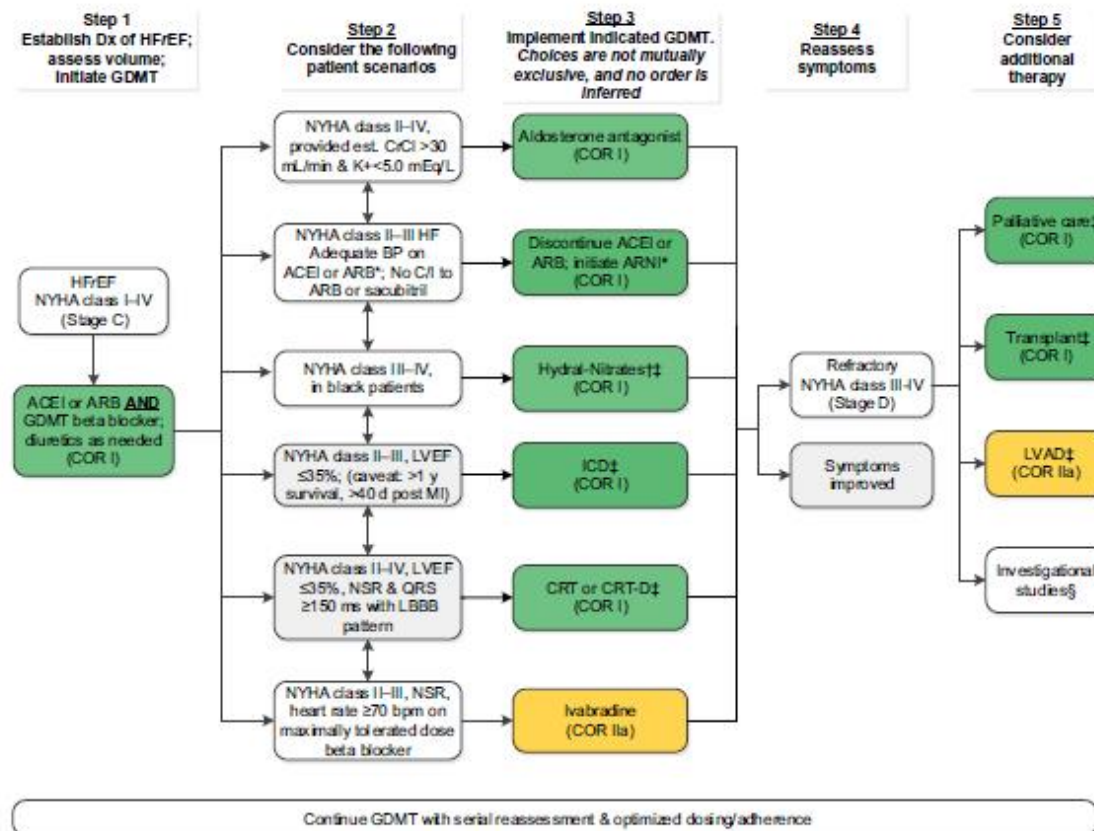 Step 1
Establish Dx of HFrEF;
assess volume;
initiate GDMT
Step 2
Consider the following
patient scenarios
Step 3
Implement Indicated GDMT.
Choices are not mutually
exclusive, and no order is
inferred
Step 4
Reassess
symptoms
Step 5
Consider
additional
therapy
HFrEF
NYHA class I–IV
(Stage C)
ACEI or ARB AND
GDMT beta blocker;
diuretics as needed
(COR I)
NYHA class II–IV,
provided est. CrCl >30
mL/min & K+<5.0 mEq/L
Aldosterone antagonist
(COR I)
NYHA class II–III HF
Adequate BP on
ACEI or ARB*; No C/I to
ARB or sacubitril
Discontinue ACEI or
ARB; initiate ARNI*
(COR I)
NYHA class III–IV,
in black patients
Hydral-Nitrates†‡
(COR I)
NYHA class II–III, LVEF
≤35%; (caveat: >1 y
survival, >40 d post MI)
ICD‡
(COR I)
NYHA class II–IV, LVEF
≤35%, NSR & QRS
≥150 ms with LBBB
pattern
CRT or CRT-D‡
(COR I)
NYHA class II–III, NSR,
heart rate ≥70 bpm on
maximally tolerated dose
beta blocker
Ivabradine
(COR IIa)
Refractory
NYHA class III-IV
(Stage D)
Symptoms
improved
Palliative care‡
(COR I)
Transplant‡
(COR I)
LVAD‡
(COR IIa)
Investigational
studies§
Continue GDMT with serial reassessment & optimized dosing/adherence